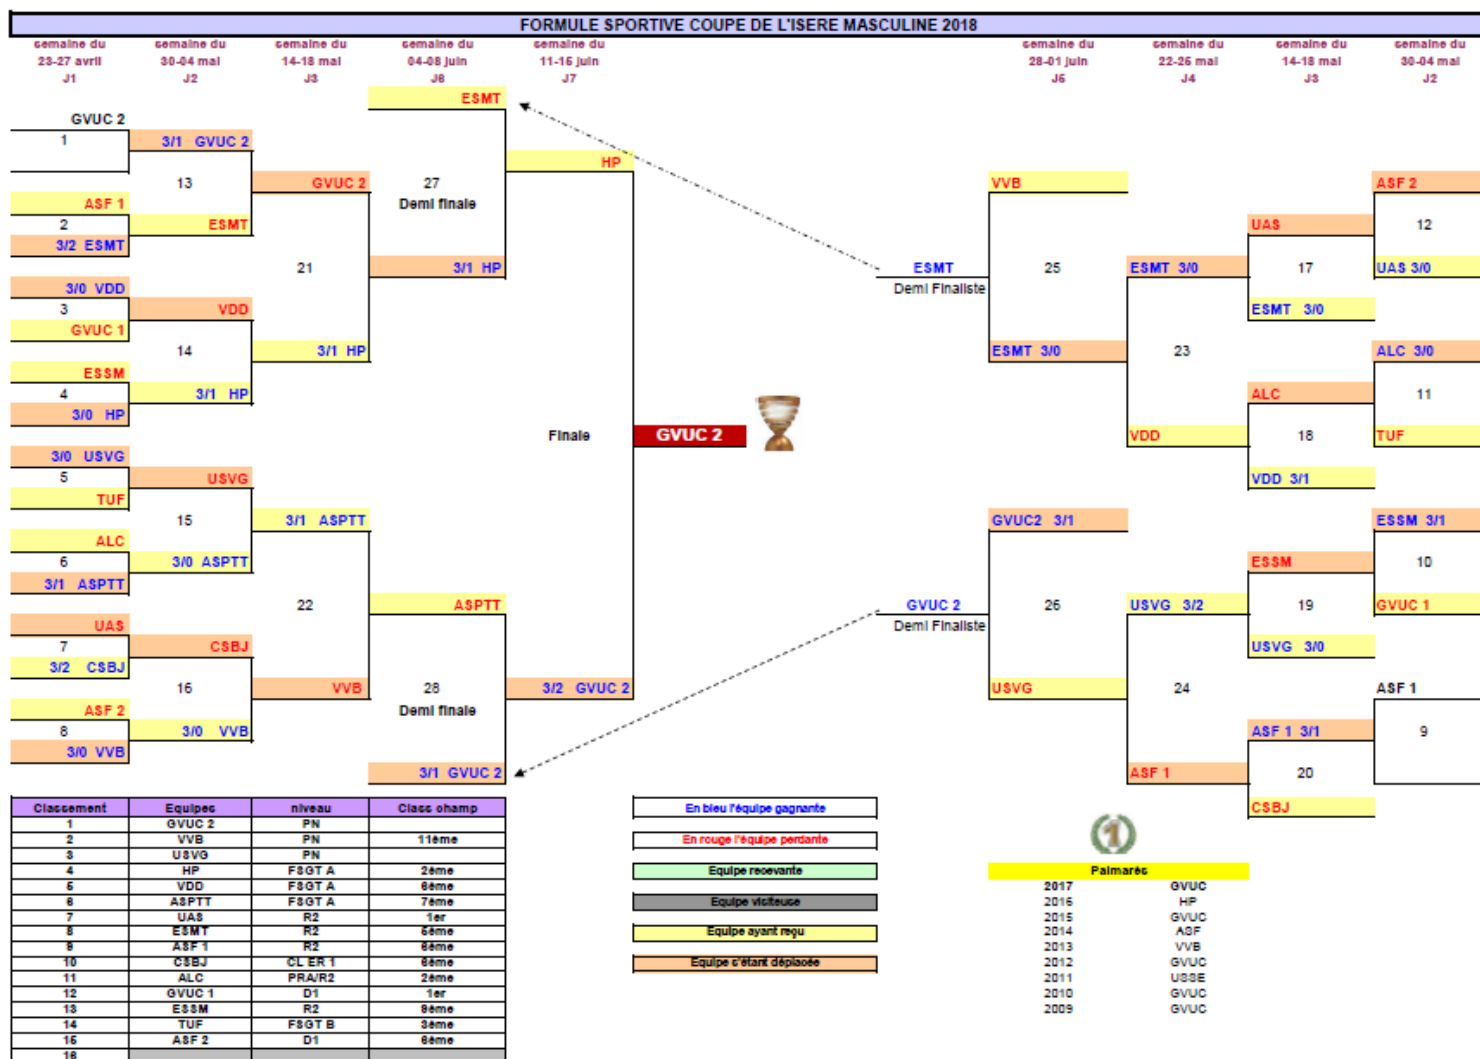 FORMULE SPORTIVE COUPE DE L'ISERE MASCULINE 2018
semaine du semaine du semaine du semaine du semaine du semaine du semaine du semaine du semaine du
23-27 avril 30-04 mai 14-18 mai 04-08 juin 11-15 juin 28-01 juin 22-25 mai 14-18 mai 30-04 mai
J1 J2 J3 J6 J7 J5 J4 J3 J2
ESMT
GVUC 2
1 3/1 GVUC 2
HP
13 GVUC 2 27 VVB ASF 2
ASF 1 Demi finale
2 ESMT UAS 12
3/2 ESMT
21 3/1 HP ESMT 25 ESMT 3/0 17 UAS 3/0
3/0 VDD Demi Finaliste
3 VDD ESMT 3/0
GVUC 1
14 3/1 HP ESMT 3/0 23 ALC 3/0
ESSM
4 3/1 HP ALC 11
3/0 HP
Finale GVUC 2 VDD 18 TUF
3/0 USVG
5 USVG VDD 3/1
TUF
15 3/1 ASPTT GVUC2 3/1 ESSM 3/1
ALC
6 3/0 ASPTT ESSM 10
3/1 ASPTT
22 ASPTT GVUC 2 26 USVG 3/2 19 GVUC 1
UAS Demi Finaliste
7 CSBJ USVG 3/0
3/2 CSBJ
16 VVB 28 3/2 GVUC 2 USVG 24 ASF 1
ASF 2 Demi finale
8 3/0 VVB ASF 1 3/1 9
3/0 VVB
3/1 GVUC 2 ASF 1 20
CSBJ
Classement Equipes niveau Class champ
1 GVUC 2 PN
2 VVB PN 11ème
3 USVG PN
4 HP FSGT A 2ème
5 VDD FSGT A 6ème
6 ASPTT FSGT A 7ème
7 UAS R2 1er
8 ESMT R2 5ème
9 ASF 1 R2 6ème
10 CSBJ CL ER 1 6ème
11 ALC PRA/R2 2ème
12 GVUC 1 D1 1er
13 ESSM R2 9ème
14 TUF FSGT B 3ème
15 ASF 2 D1 6ème
16
En bleu l'équipe gagnante
En rouge l'équipe perdante
Equipe recevante
Equipe visiteuse
Equipe ayant reçu
Equipe s'étant déplacée
1
Palmarès
2017 GVUC
2016 HP
2015 GVUC
2014 ASF
2013 VVB
2012 GVUC
2011 USSE
2010 GVUC
2009 GVUC